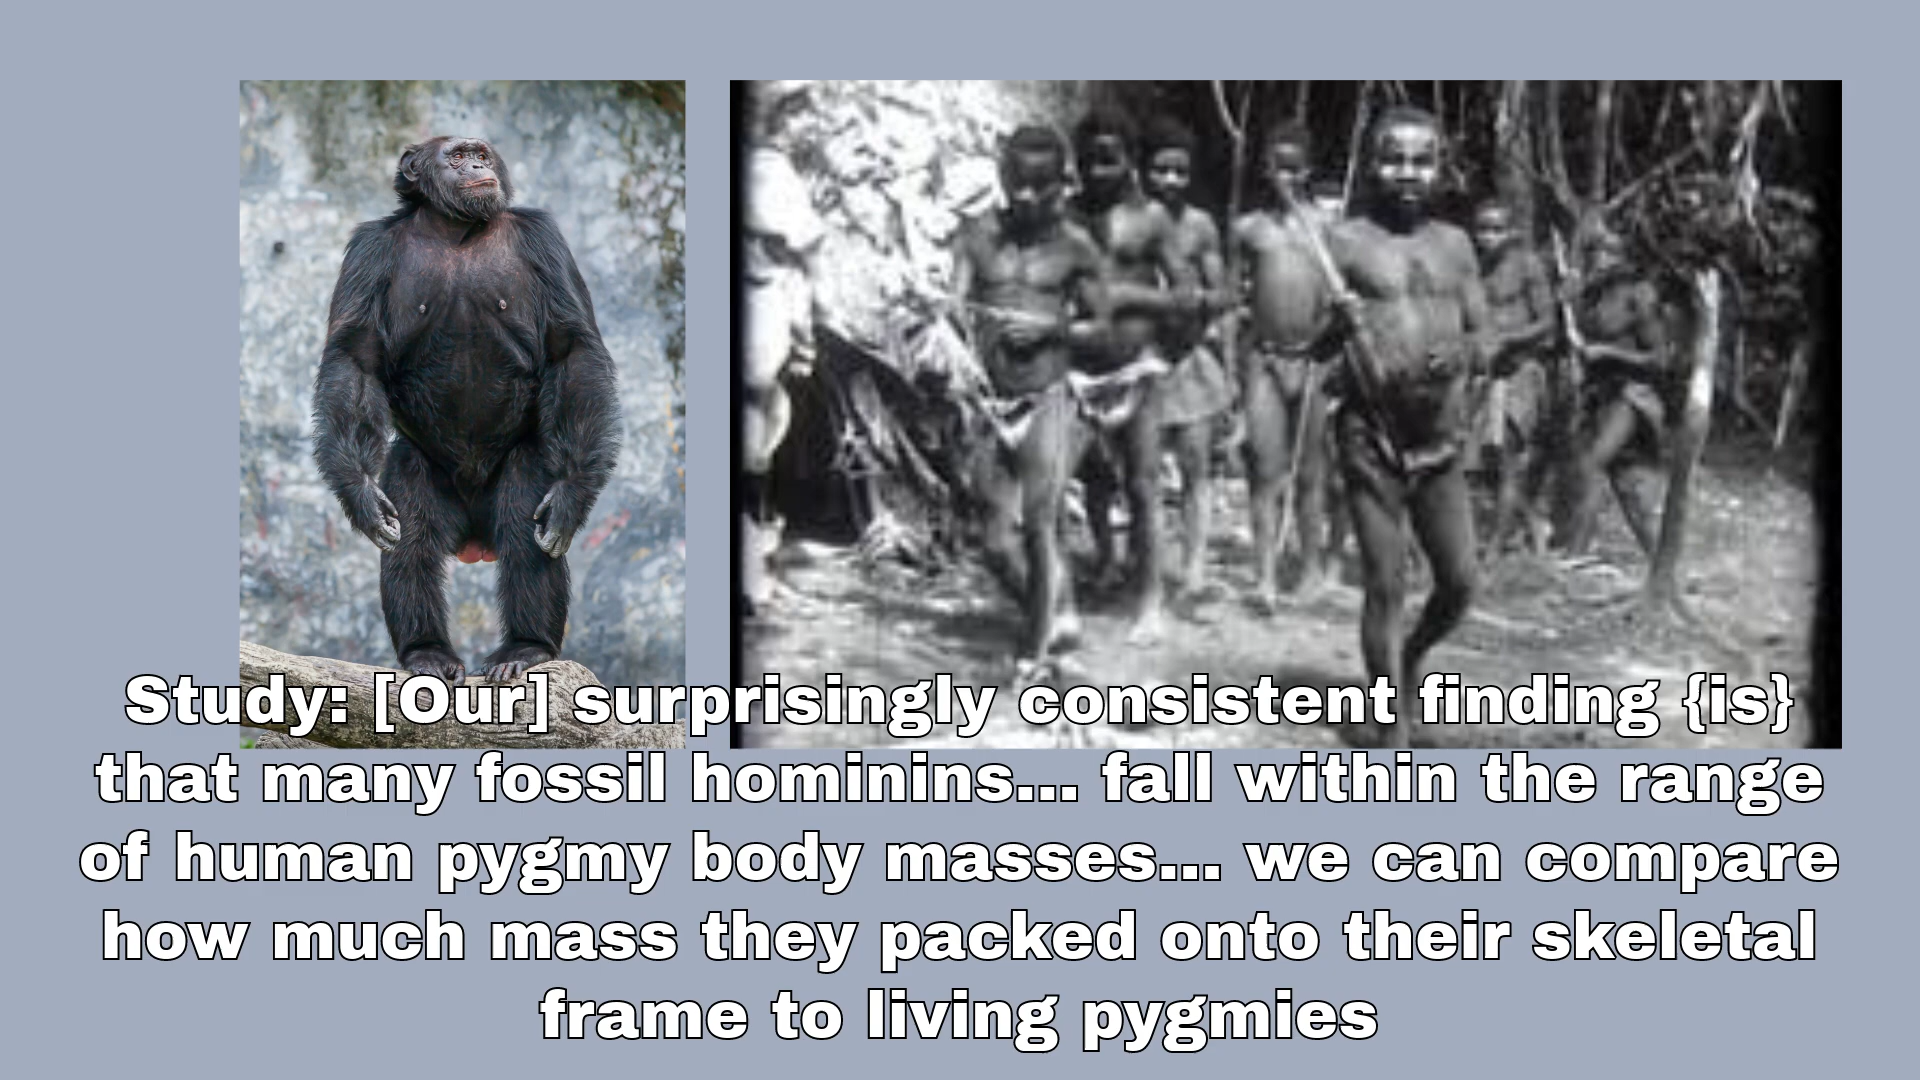 Study: [Our] surprisingly consistent finding {is}
that many fossil hominins... fall within the range
of human pygmy body masses... we can compare
how much mass they packed onto their skeletal
frame to living pygmies